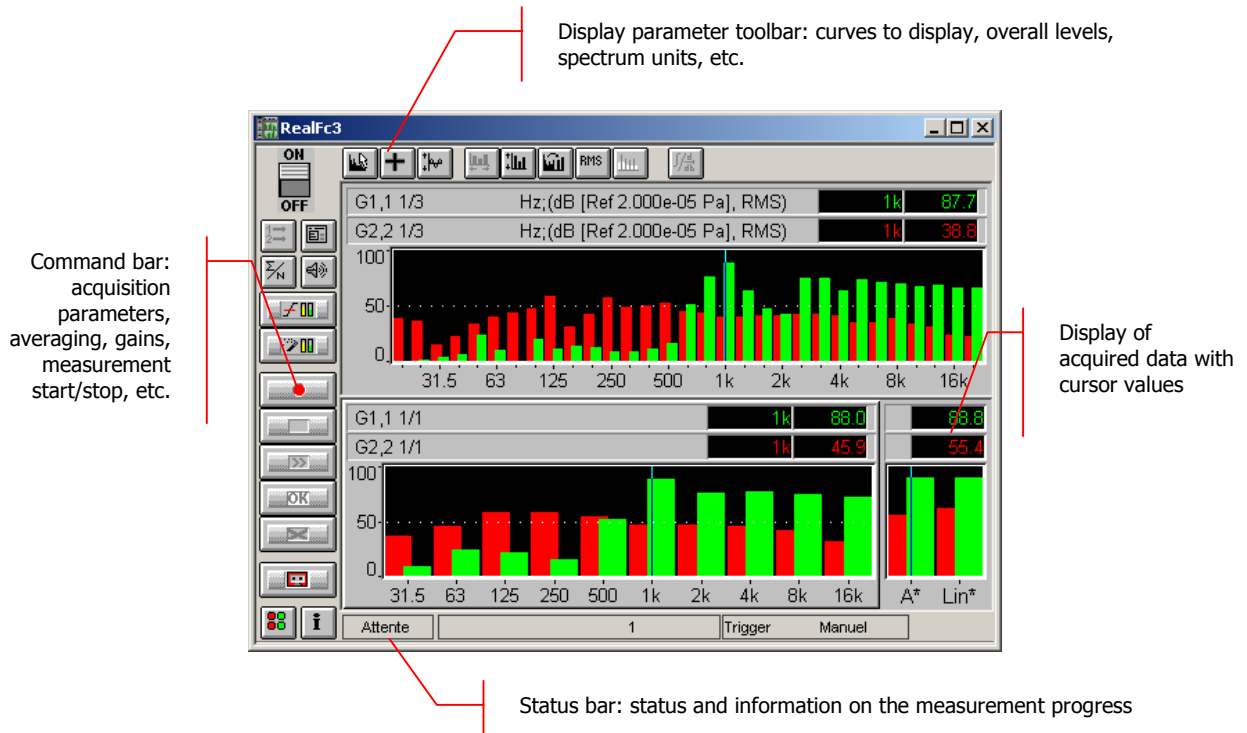 Display parameter toolbar: curves to display, overall levels,
spectrum units, etc.
RealFc3
ON
OFF
RMS
G1,1 1/3 Hz;(dB [Ref 2.000e-05 Pa], RMS) 1k 87.7
G2,2 1/3 Hz;(dB [Ref 2.000e-05 Pa], RMS) 1k 38.8
100
50
0
31.5 63 125 250 500 1k 2k 4k 8k 16k
Command bar:
acquisition
parameters,
averaging, gains,
measurement
start/stop, etc.
1
2
Σ/N
OK
i
Display of
acquired data with
cursor values
G1,1 1/1 1k 88.0 88.8
G2,2 1/1 1k 45.9 55.4
100
50
0
31.5 63 125 250 500 1k 2k 4k 8k 16k A* Lin*
Attente 1 Trigger Manuel
Status bar: status and information on the measurement progress